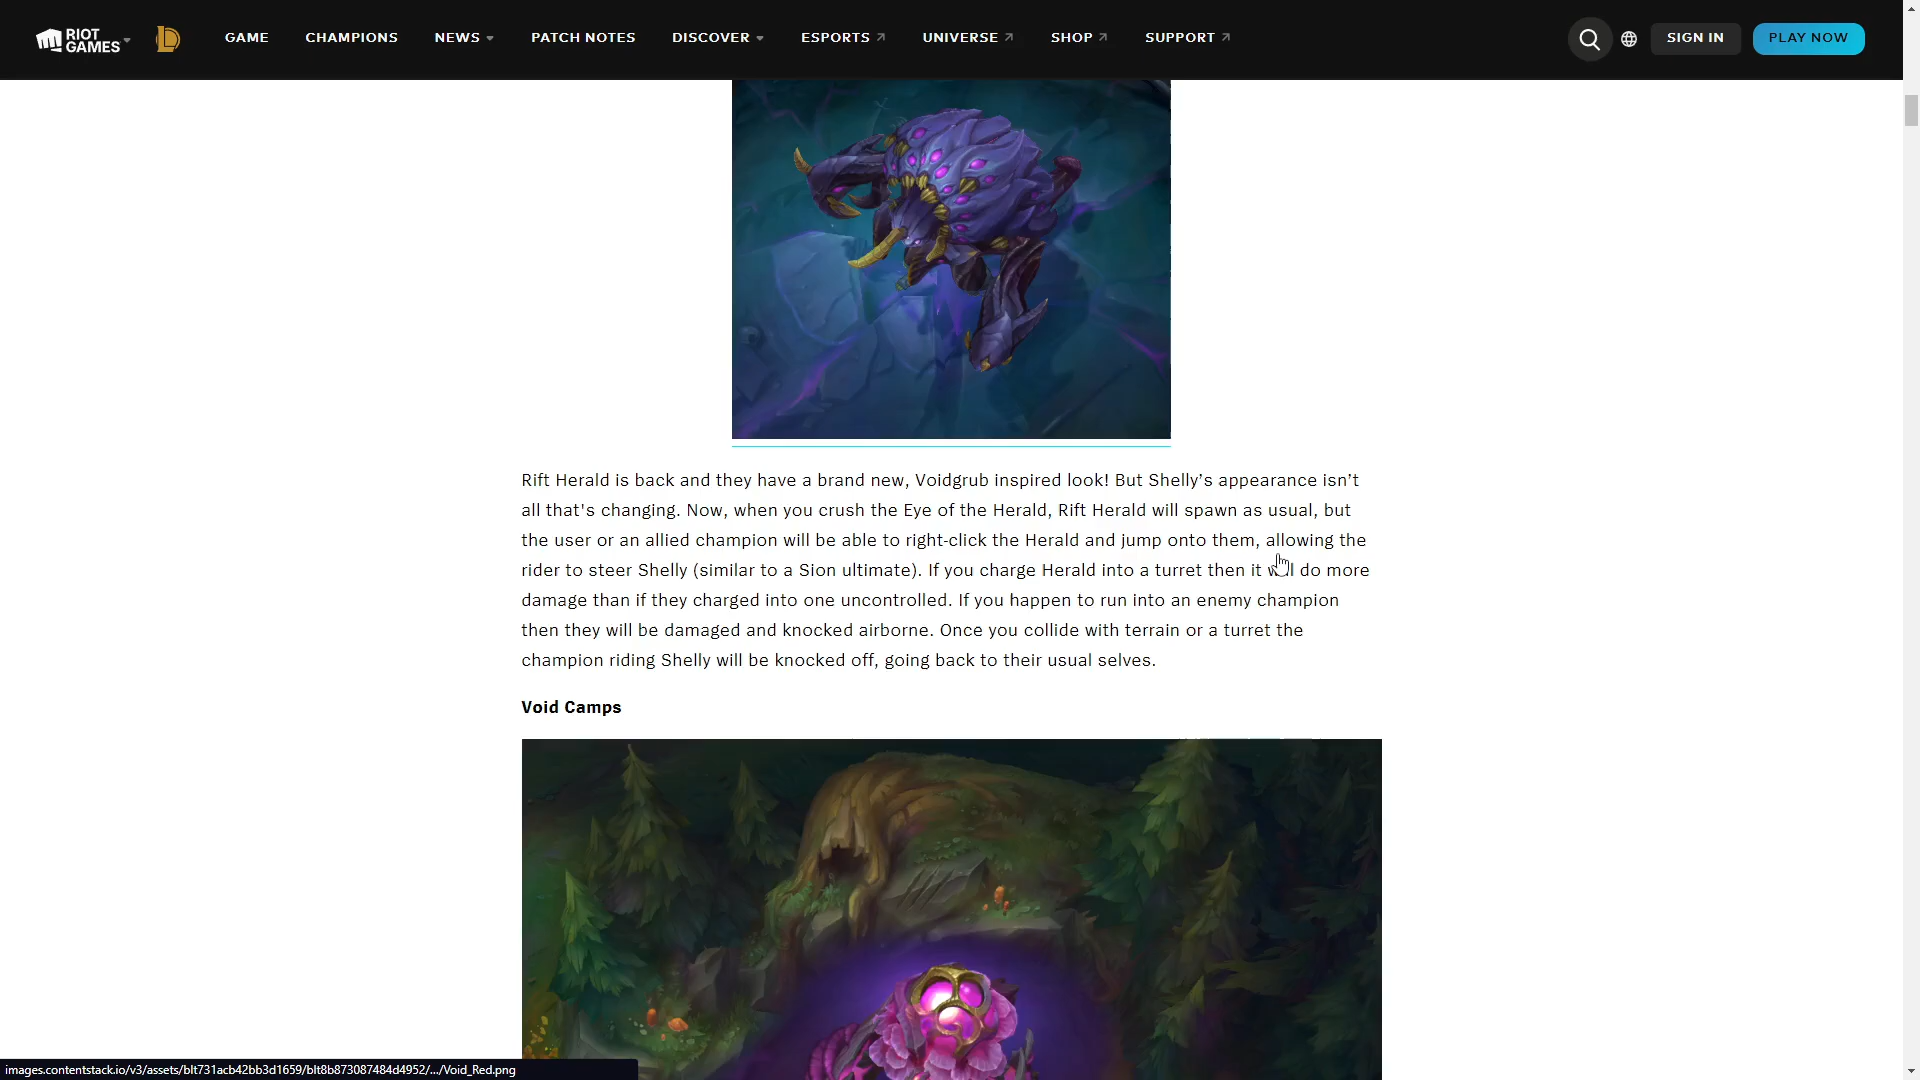 RIOT GAMES
GAME
CHAMPIONS
NEWS
PATCH NOTES
DISCOVER
ESPORTS
UNIVERSE
SHOP
SUPPORT
SIGN IN
PLAY NOW
Rift Herald is back and they have a brand new, Voidgrub inspired look! But Shelly’s appearance isn’t
all that's changing. Now, when you crush the Eye of the Herald, Rift Herald will spawn as usual, but
the user or an allied champion will be able to right-click the Herald and jump onto them, allowing the
rider to steer Shelly (similar to a Sion ultimate). If you charge Herald into a turret then it will do more
damage than if they charged into one uncontrolled. If you happen to run into an enemy champion
then they will be damaged and knocked airborne. Once you collide with terrain or a turret the
champion riding Shelly will be knocked off, going back to their usual selves.
Void Camps
images.contentstack.io/v3/assets/blt731acb42bb3d1659/blt8b873087484d4952/.../Void_Red.png